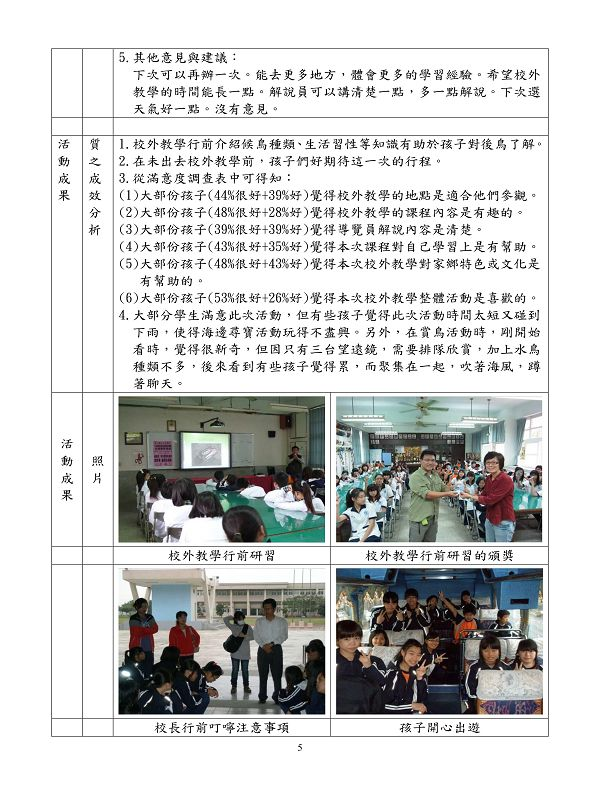 5.其他意見與建議：
下次可以再辦一次。能去更多地方，體會更多的學習經驗。希望校外
教學的時間能長一點。解說員可以講清楚一點，多一點解說。下次選
天氣好一點。沒有意見。
活動成果
質之成效分析
1.校外教學行前介紹候鳥種類、生活習性等知識有助於孩子對後鳥了解。
2.在未出去校外教學前，孩子們好期待這一次的行程。
3.從滿意度調查表中可得知：
(1)大部份孩子(44%很好+39%好)覺得校外教學的地點是適合他們參觀。
(2)大部份孩子(48%很好+28%好)覺得校外教學的課程內容是有趣的。
(3)大部份孩子(39%很好+39%好)覺得導覽員解說內容是清楚。
(4)大部份孩子(43%很好+35%好)覺得本次課程對自己學習上是有幫助。
(5)大部份孩子(48%很好+43%好)覺得本次校外教學對家鄉特色或文化是
有幫助的。
(6)大部份孩子(53%很好+26%好)覺得本次校外教學整體活動是喜歡的。
4.大部分學生滿意此次活動，但有些孩子覺得此次活動時間太短又碰到
下雨，使得海邊尋寶活動玩得不盡興。另外，在賞鳥活動時，剛開始
看時，覺得很新奇，但因只有三台望遠鏡，需要排隊欣賞，加上水鳥
種類不多，後來看到有些孩子覺得累，而聚集在一起，吹著海風，蹲
著聊天。
活動成果
照片
校外教學行前研習
校外教學行前研習的頒獎
校長行前叮嚀注意事項
孩子開心出遊
5